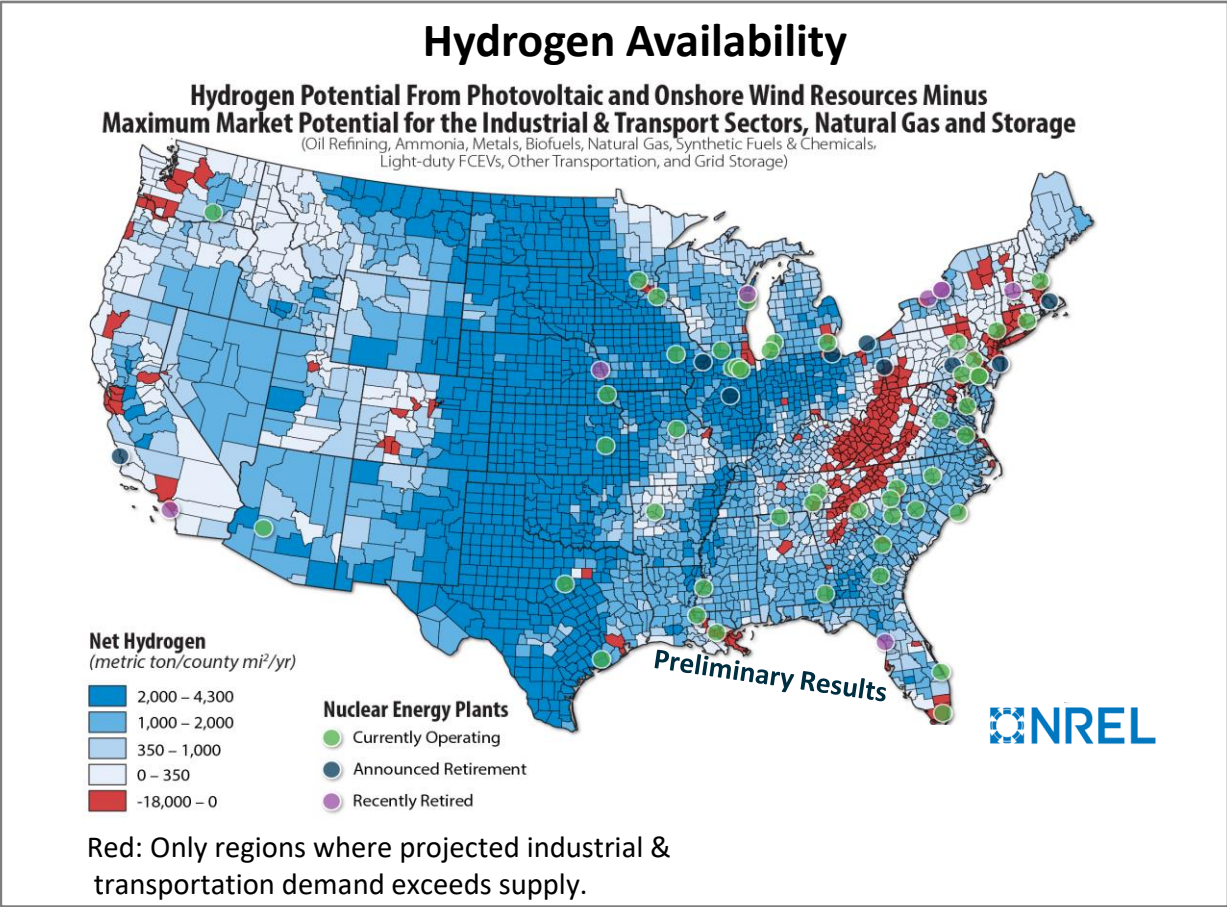 Hydrogen Availability
Hydrogen Potential From Photovoltaic and Onshore Wind Resources Minus
Maximum Market Potential for the Industrial & Transport Sectors, Natural Gas and Storage
(Oil Refining, Ammonia, Metals, Biofuels, Natural Gas, Synthetic Fuels & Chemicals,
Light-duty FCEVs, Other Transportation, and Grid Storage)
Preliminary Results
Net Hydrogen
(metric ton/county mi²/yr)
2,000 – 4,300
1,000 – 2,000
350 – 1,000
0 – 350
-18,000 – 0
Nuclear Energy Plants
Currently Operating
Announced Retirement
Recently Retired
NREL
Red: Only regions where projected industrial &
transportation demand exceeds supply.